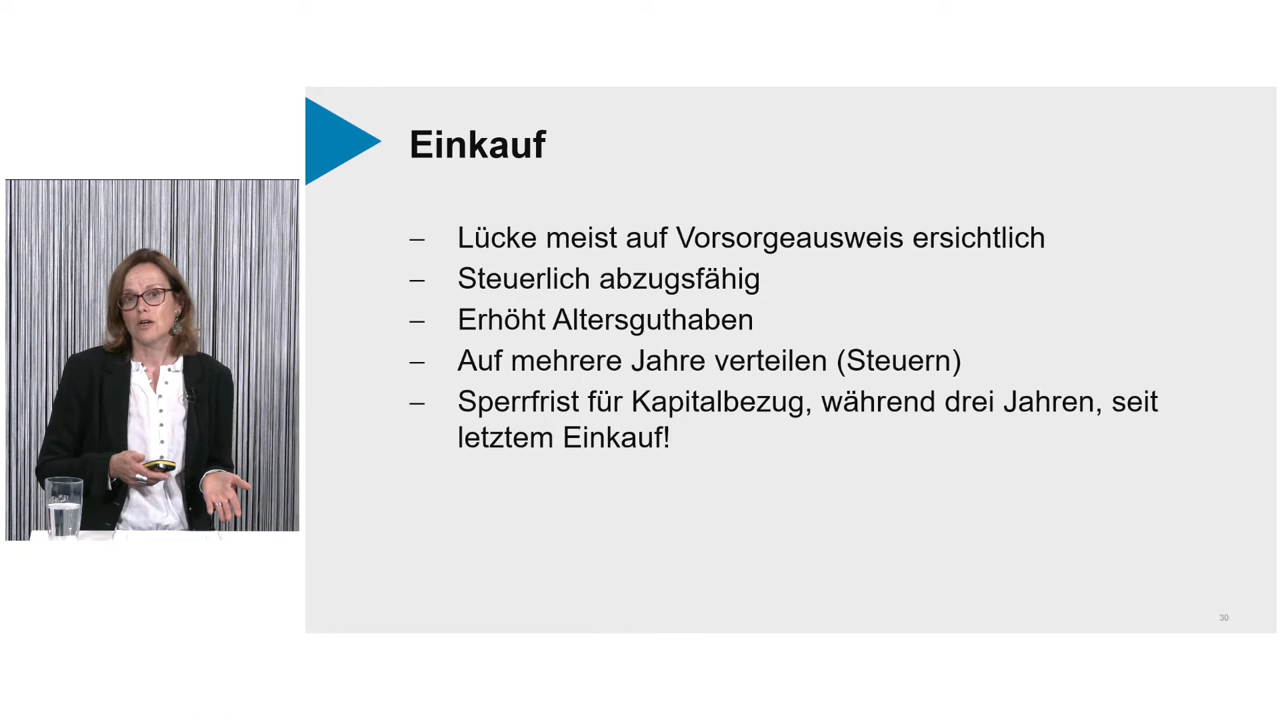 Einkauf
– Lücke meist auf Vorsorgeausweis ersichtlich
– Steuerlich abzugsfähig
– Erhöht Altersguthaben
– Auf mehrere Jahre verteilen (Steuern)
– Sperrfrist für Kapitalbezug, während drei Jahren, seit
letztem Einkauf!
30